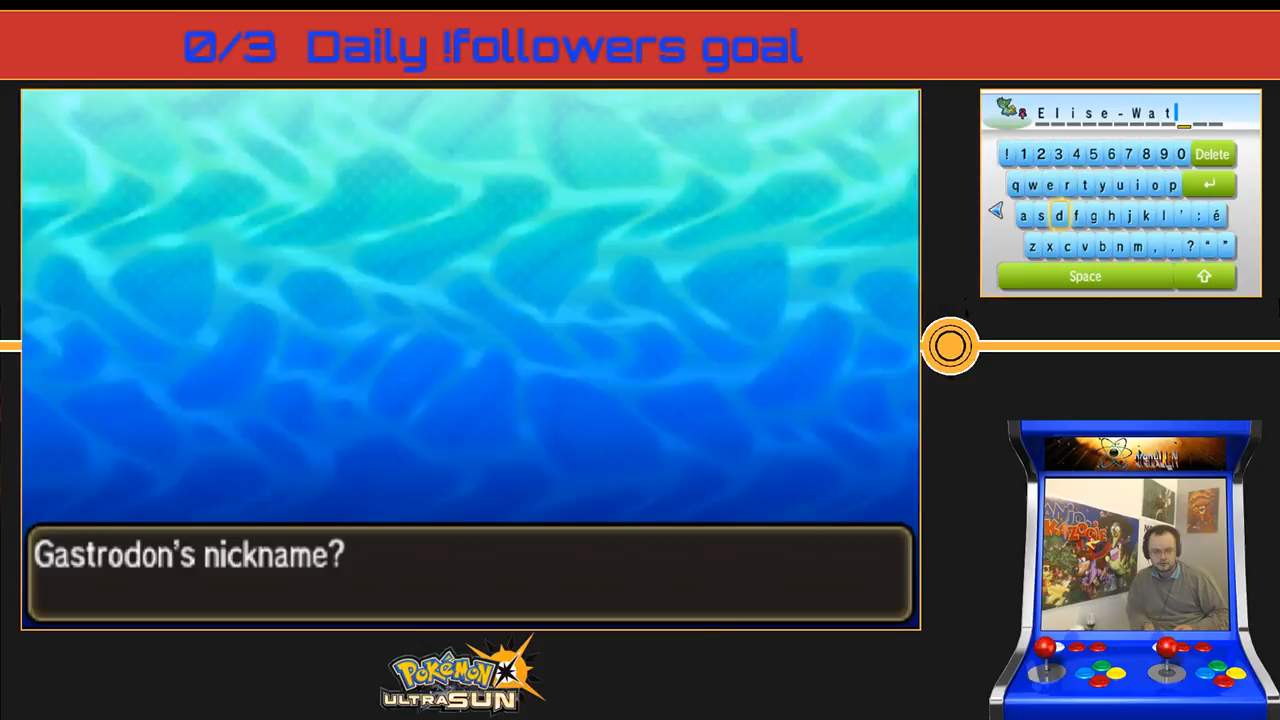 0/3 Daily !followers goal
Elise-Wat
! 1 2 3 4 5 6 7 8 9 0 Delete
q w e r t y u i o p
a s d f g h j k l ' : é
z x c v b n m , . ? “ ”
Space
Gastrodon's nickname?
POKÉMON
ULTRA SUN
KAZOOIE